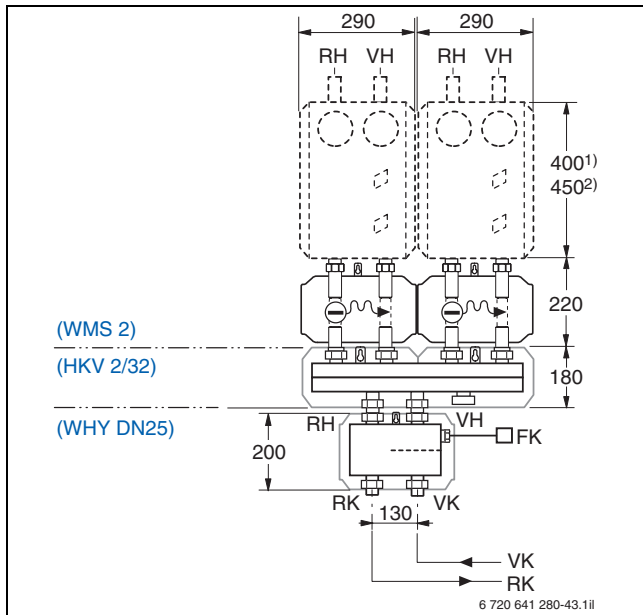 290 290
RH VH RH VH
400¹⁾
450²⁾
220
(WMS 2)
(HKV 2/32)
180
(WHY DN25)
RH VH
200
FK
RK VK
130
VK
RK
6 720 641 280-43.1il